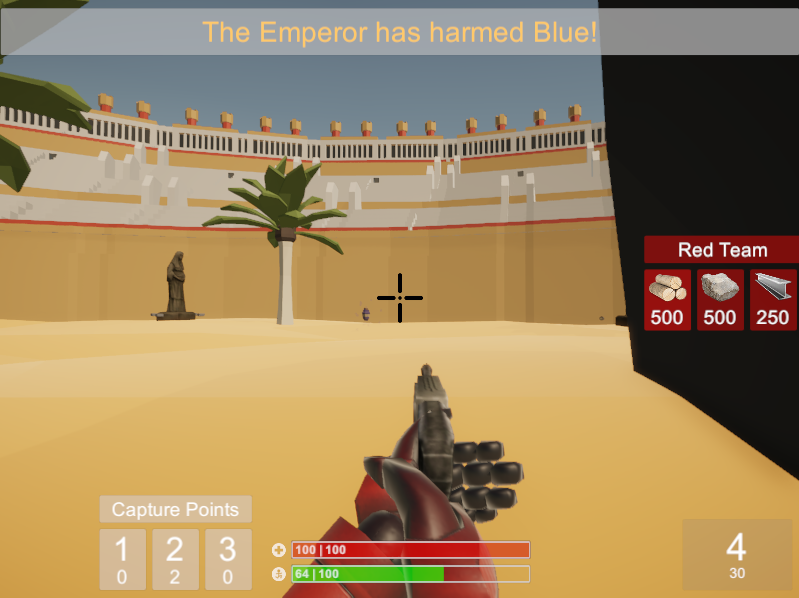 The Emperor has harmed Blue!
Red Team
500 500 250
Capture Points
1 2 3
0 2 0
100 | 100
64 | 100
4
30